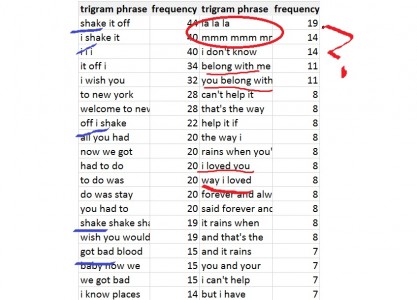 trigram phrase frequency trigram phrase frequency
shake it off 44 la la la 19
i shake it 40 mmm mmm mr 14
i i i 40 i don't know 14
it off i 34 belong with me 11
i wish you 32 you belong with 11
to new york 28 can't help it 8
welcome to new 28 that's the way 8
off i shake 22 help it if 8
all you had 20 the way i 8
now we got 20 rains when you' 8
had to do 20 i loved you 8
to do was 20 way i loved 8
do was stay 20 forever and alw 8
you had to 20 said forever and 8
shake shake sha 19 it rains when 8
wish you would 19 and that's the 8
got bad blood 15 and it rains 7
baby now we 15 you and your 7
we got bad 15 i can't help 7
i know places 14 but i have 7